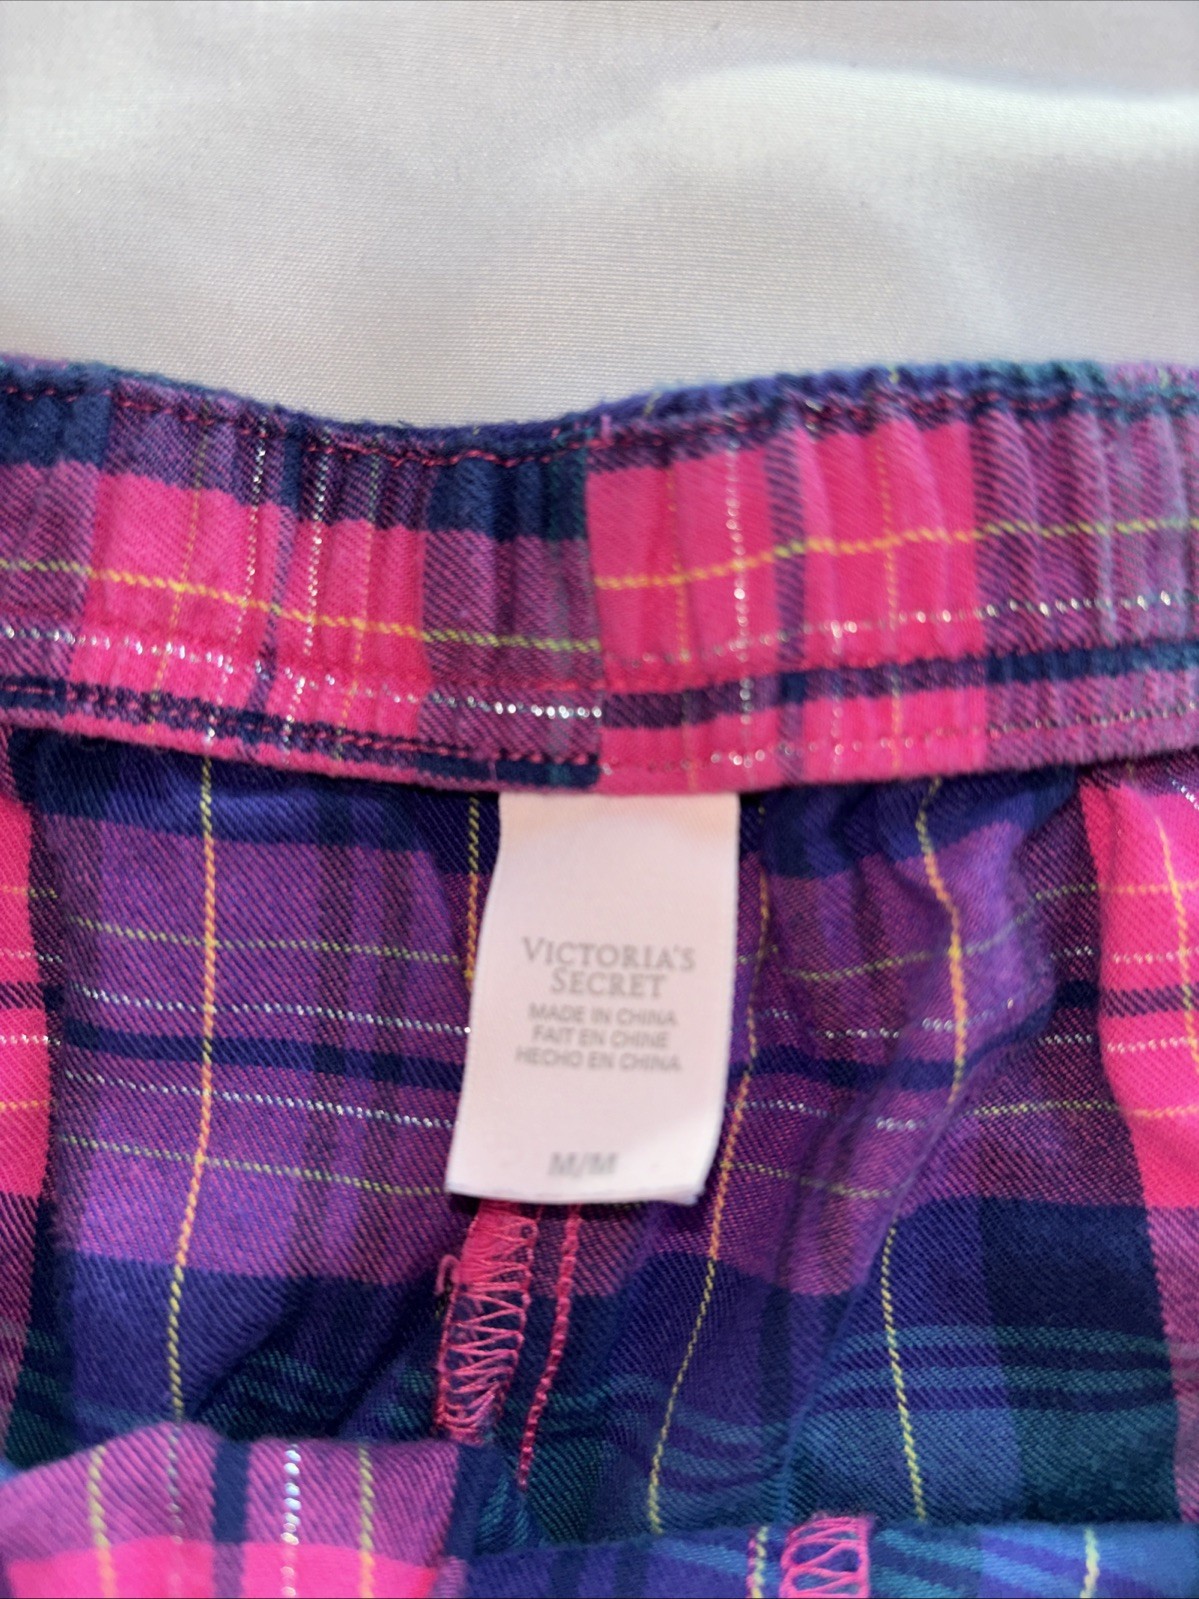 VICTORIA'S
SECRET
MADE IN CHINA
FAIT EN CHINE
HECHO EN CHINA
M/M